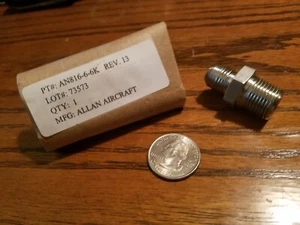 PT#: AN816-6-6K REV. 13
LOT#: 73573
QTY: 1
MFG: ALLAN AIRCRAFT